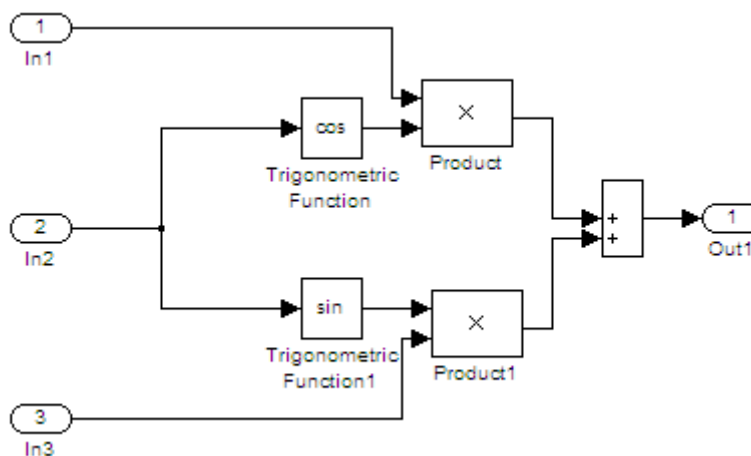 1
In1
cos
×
Trigonometric
Function
Product
2
In2
+
+
1
Out1
sin
×
Trigonometric
Function1
Product1
3
In3